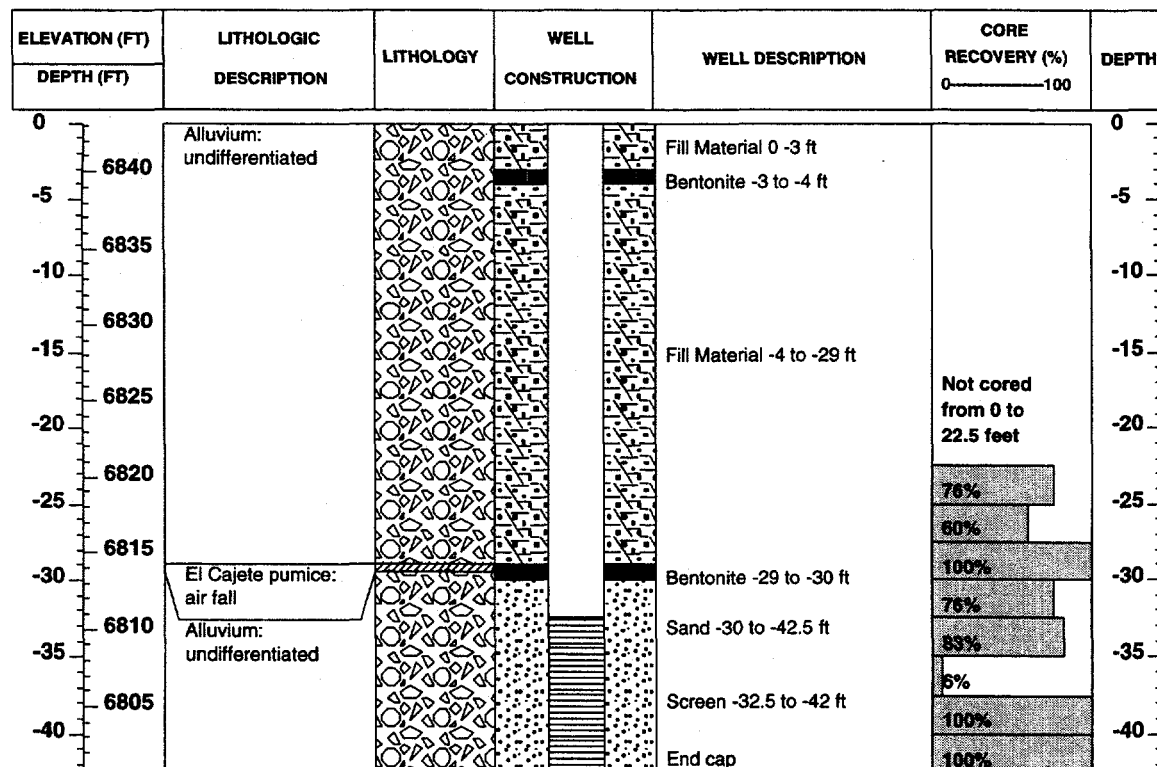 ELEVATION (FT)
DEPTH (FT)
LITHOLOGIC
DESCRIPTION
LITHOLOGY
WELL
CONSTRUCTION
WELL DESCRIPTION
CORE
RECOVERY (%)
0 100
DEPTH
0
Alluvium:
undifferentiated
Fill Material 0 -3 ft
0
6840
Bentonite -3 to -4 ft
-5
-5
6835
-10
-10
6830
-15
Fill Material -4 to -29 ft
-15
6825
Not cored
from 0 to
22.5 feet
-20
-20
6820
76%
-25
-25
60%
6815
100%
-30
El Cajete pumice:
air fall
Bentonite -29 to -30 ft
-30
76%
6810
Alluvium:
undifferentiated
Sand -30 to -42.5 ft
83%
-35
-35
6%
6805
Screen -32.5 to -42 ft
100%
-40
-40
End cap
100%